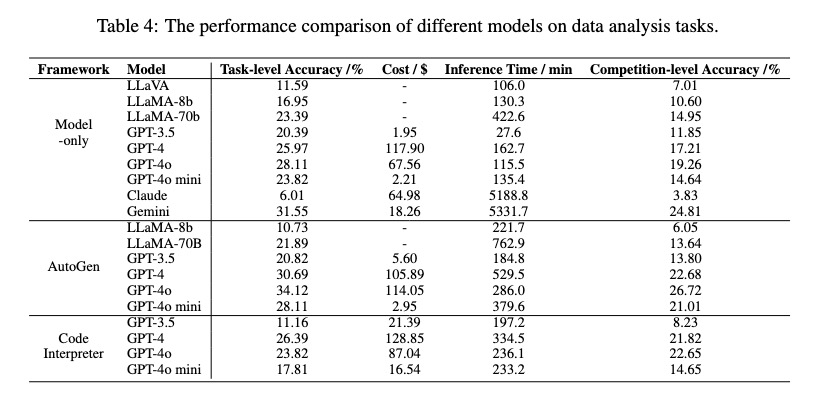 Table 4: The performance comparison of different models on data analysis tasks.
Framework Model Task-level Accuracy /% Cost / $ Inference Time / min Competition-level Accuracy /%
Model
-only
LLaVA 11.59 - 106.0 7.01
LLaMA-8b 16.95 - 130.3 10.60
LLaMA-70b 23.39 - 422.6 14.95
GPT-3.5 20.39 1.95 27.6 11.85
GPT-4 25.97 117.90 162.7 17.21
GPT-4o 28.11 67.56 115.5 19.26
GPT-4o mini 23.82 2.21 135.4 14.64
Claude 6.01 64.98 5188.8 3.83
Gemini 31.55 18.26 5331.7 24.81
AutoGen
LLaMA-8b 10.73 - 221.7 6.05
LLaMA-70B 21.89 - 762.9 13.64
GPT-3.5 20.82 5.60 184.8 13.80
GPT-4 30.69 105.89 529.5 22.68
GPT-4o 34.12 114.05 286.0 26.72
GPT-4o mini 28.11 2.95 379.6 21.01
Code
Interpreter
GPT-3.5 11.16 21.39 197.2 8.23
GPT-4 26.39 128.85 334.5 21.82
GPT-4o 23.82 87.04 236.1 22.65
GPT-4o mini 17.81 16.54 233.2 14.65